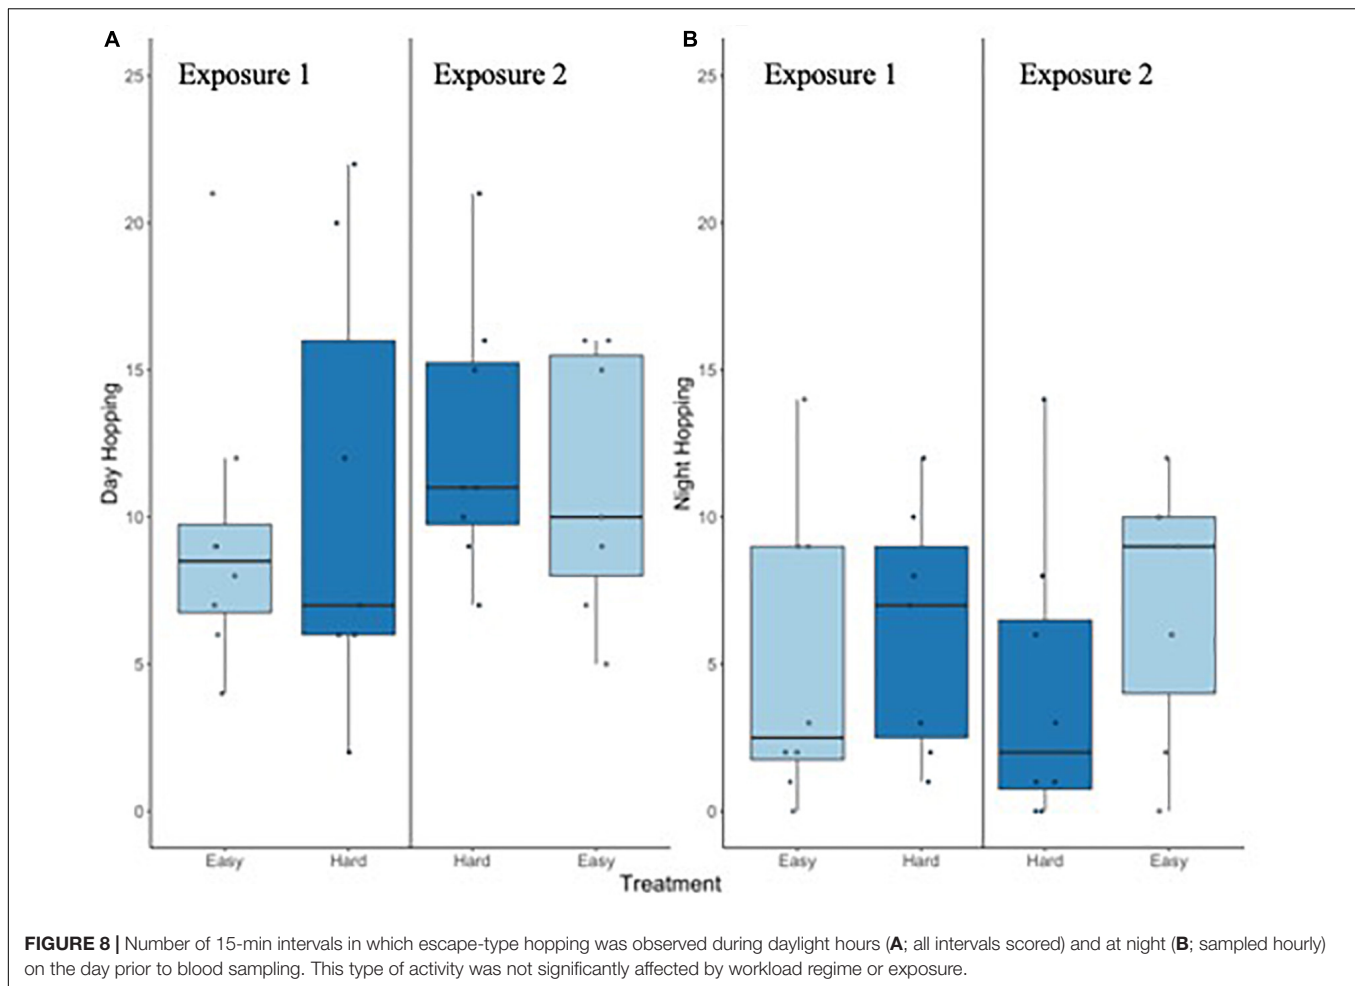 A
Exposure 1
Exposure 2
25
20
15
10
5
0
Day Hopping
Easy
Hard
Hard
Easy
B
Exposure 1
Exposure 2
25
20
15
10
5
0
Night Hopping
Easy
Hard
Hard
Easy
Treatment
FIGURE 8 | Number of 15-min intervals in which escape-type hopping was observed during daylight hours (A; all intervals scored) and at night (B; sampled hourly)
on the day prior to blood sampling. This type of activity was not significantly affected by workload regime or exposure.